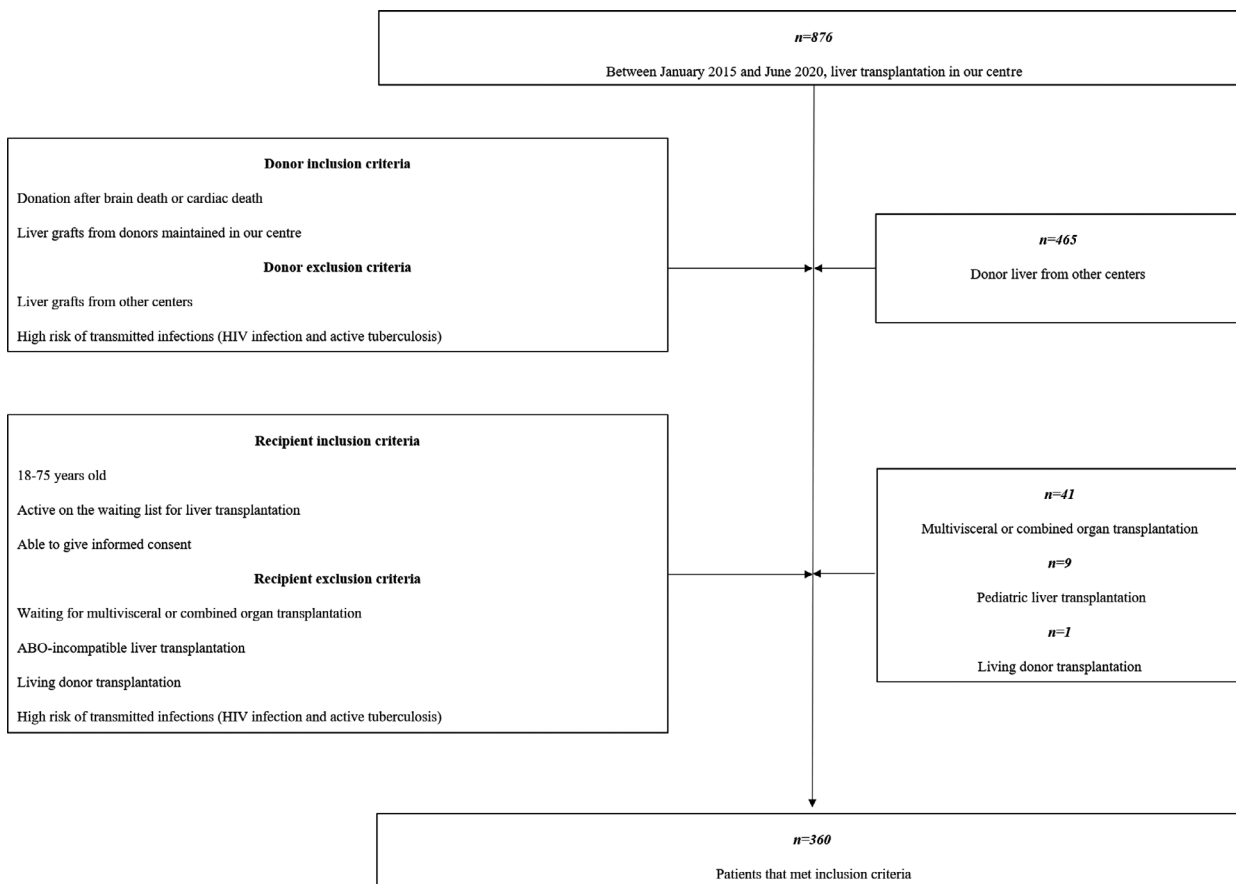 n=876
Between January 2015 and June 2020, liver transplantation in our centre
Donor inclusion criteria
Donation after brain death or cardiac death
Liver grafts from donors maintained in our centre
Donor exclusion criteria
Liver grafts from other centers
High risk of transmitted infections (HIV infection and active tuberculosis)
n=465
Donor liver from other centers
Recipient inclusion criteria
18-75 years old
Active on the waiting list for liver transplantation
Able to give informed consent
Recipient exclusion criteria
Waiting for multivisceral or combined organ transplantation
ABO-incompatible liver transplantation
Living donor transplantation
High risk of transmitted infections (HIV infection and active tuberculosis)
n=41
Multivisceral or combined organ transplantation
n=9
Pediatric liver transplantation
n=1
Living donor transplantation
n=360
Patients that met inclusion criteria